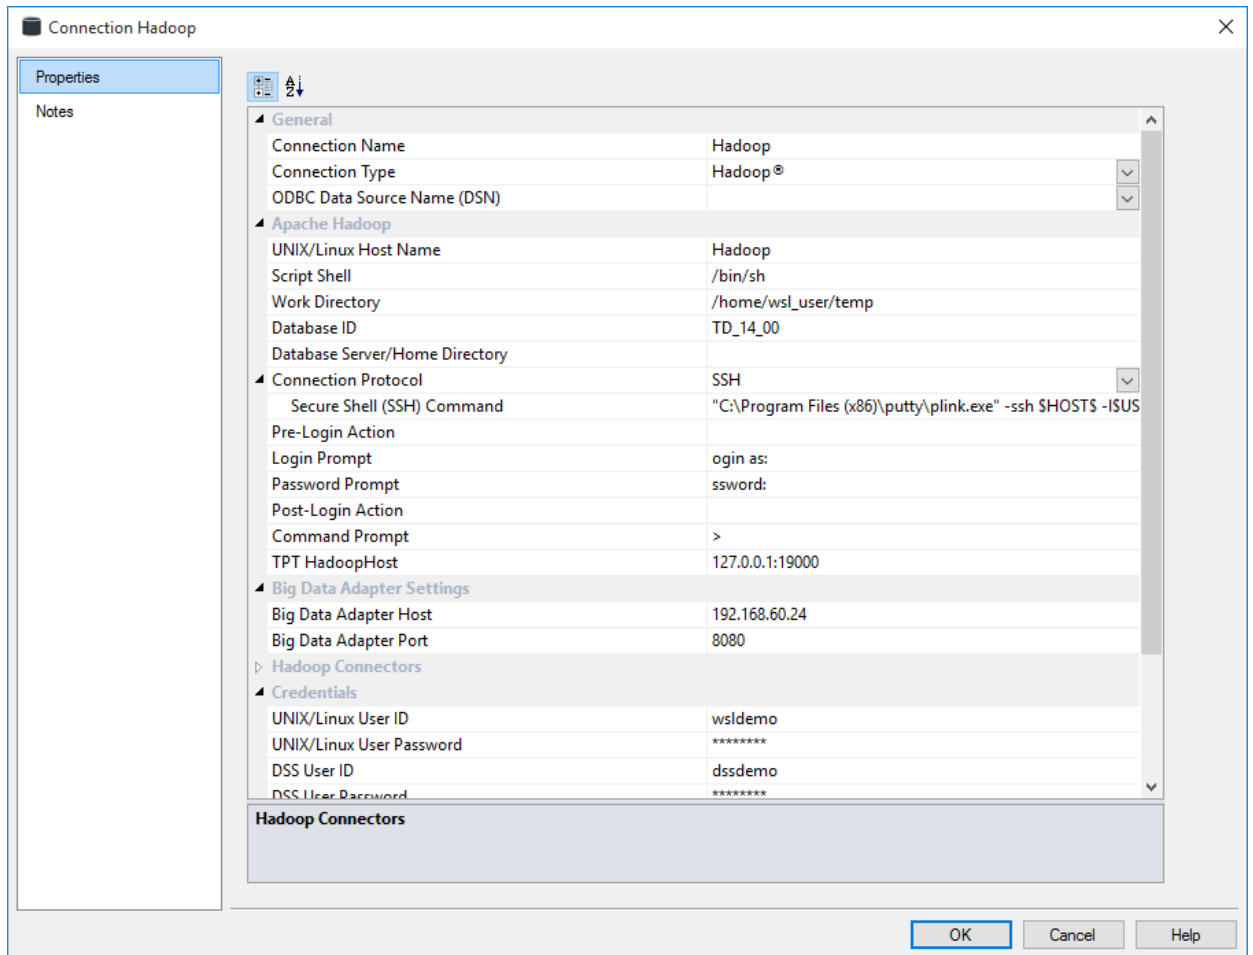 Connection Hadoop
Properties
Notes
General
Connection Name Hadoop
Connection Type Hadoop®
ODBC Data Source Name (DSN)
Apache Hadoop
UNIX/Linux Host Name Hadoop
Script Shell /bin/sh
Work Directory /home/wsl_user/temp
Database ID TD_14_00
Database Server/Home Directory
Connection Protocol SSH
Secure Shell (SSH) Command "C:\Program Files (x86)\putty\plink.exe" -ssh $HOST$ -l$US
Pre-Login Action
Login Prompt ogin as:
Password Prompt ssword:
Post-Login Action
Command Prompt >
TPT HadoopHost 127.0.0.1:19000
Big Data Adapter Settings
Big Data Adapter Host 192.168.60.24
Big Data Adapter Port 8080
Hadoop Connectors
Credentials
UNIX/Linux User ID wsldemo
UNIX/Linux User Password ********
DSS User ID dssdemo
DSS User Password ********
Hadoop Connectors
OK Cancel Help